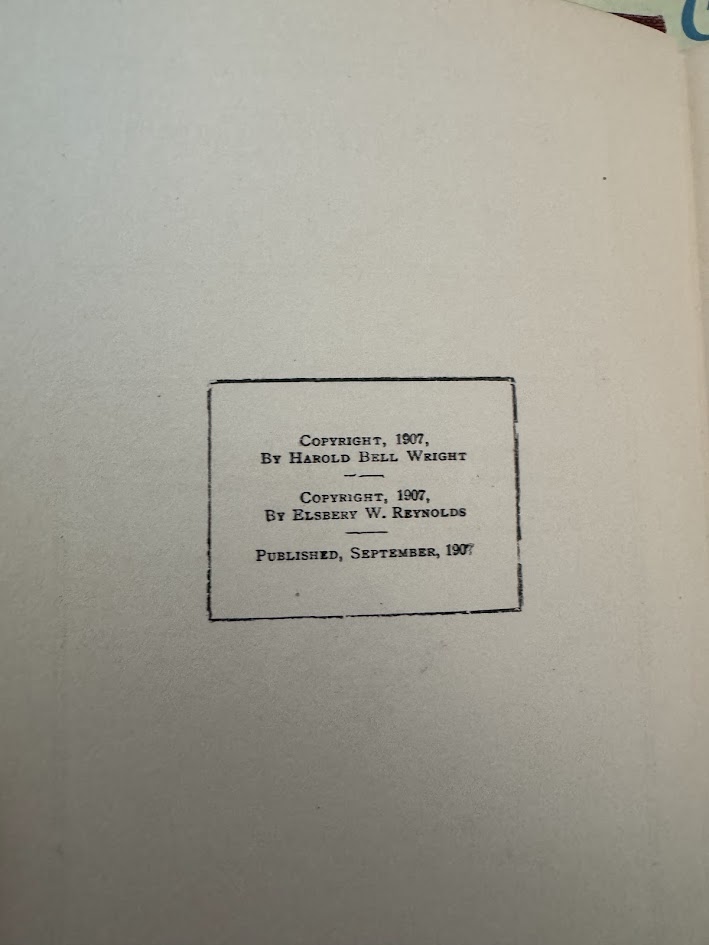 Copyright, 1907,
By Harold Bell Wright
Copyright, 1907,
By Elsbery W. Reynolds
Published, September, 1907